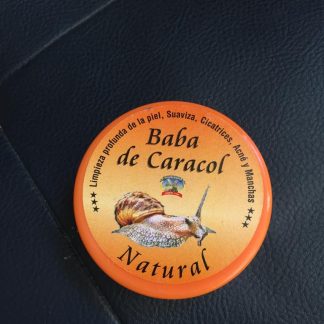 *** Limpieza profunda de la piel, Suaviza, Cicatrices, Acné y Manchas ***
Baba
de Caracol
Natural